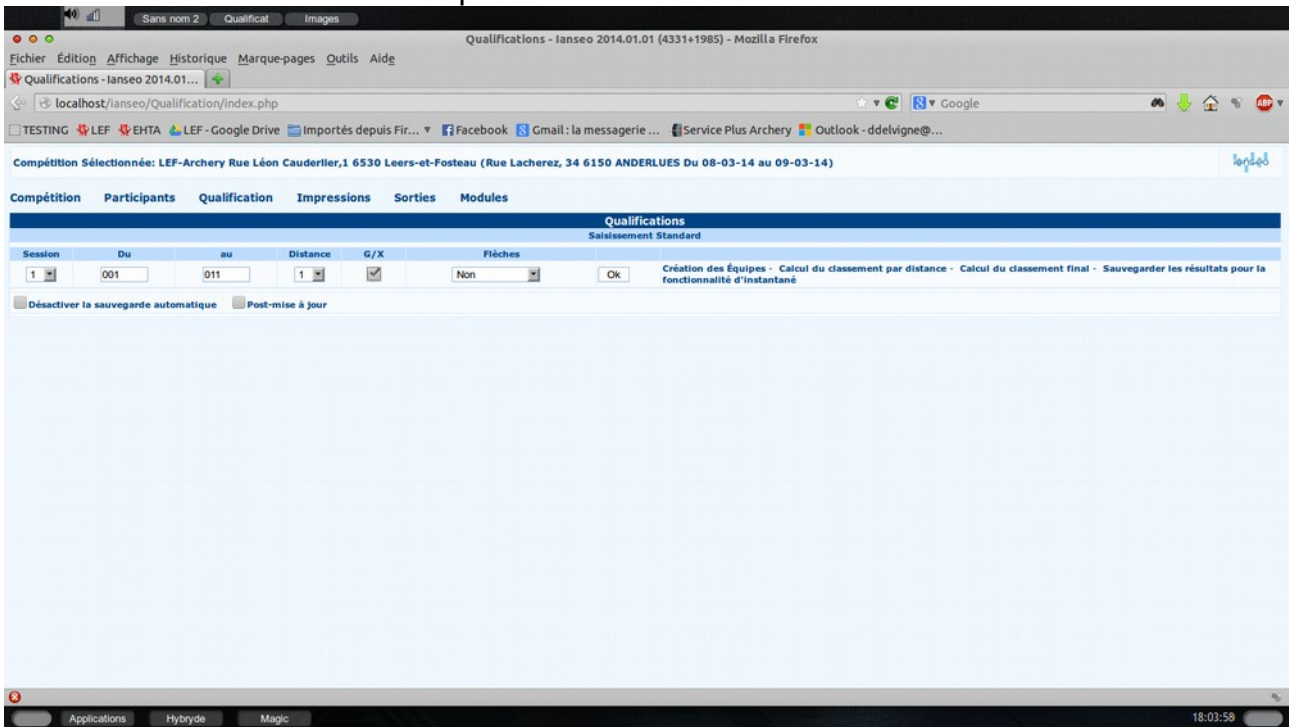 Sans nom 2 Qualificat Images
Qualifications - Ianseo 2014.01.01 (4331+1985) - Mozilla Firefox
Fichier Édition Affichage Historique Marque-pages Outils Aide
Qualifications - Ianseo 2014.01...
localhost/ianseo/Qualification/index.php Google ABP
TESTING LEF EHTA LEF - Google Drive Importés depuis Fir... Facebook Gmail : la messagerie ... Service Plus Archery Outlook - ddelvigne@...
Compétition Sélectionnée: LEF-Archery Rue Léon Cauderlier,1 6530 Leers-et-Fosteau (Rue Lacherez, 34 6150 ANDERLUES Du 08-03-14 au 09-03-14) ianseo
Compétition Participants Qualification Impressions Sorties Modules
Qualifications
Saisissement Standard
Session Du au Distance G/X Flèches
1 001 011 1 Non Ok Création des Équipes - Calcul du classement par distance - Calcul du classement final - Sauvegarder les résultats pour la
fonctionnalité d'instantané
Désactiver la sauvegarde automatique Post-mise à jour
Applications Hybryde Magic 18:03:58